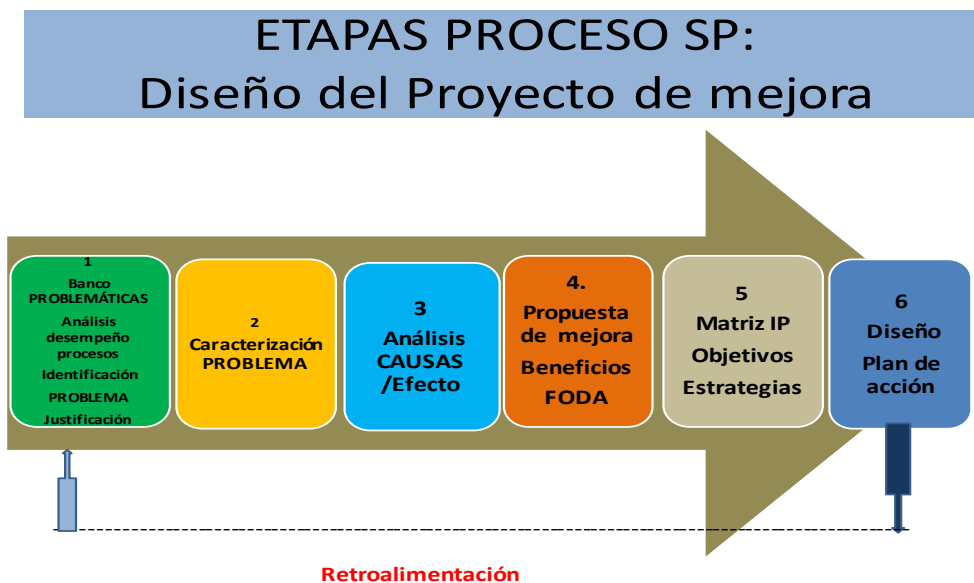 ETAPAS PROCESO SP:
Diseño del Proyecto de mejora
1
Banco
PROBLEMÁTICAS
Análisis
desempeño
procesos
Identificación
PROBLEMA
Justificación
2
Caracterización
PROBLEMA
3
Análisis
CAUSAS
/Efecto
4.
Propuesta
de mejora
Beneficios
FODA
5
Matriz IP
Objetivos
Estrategias
6
Diseño
Plan de
acción
Retroalimentación